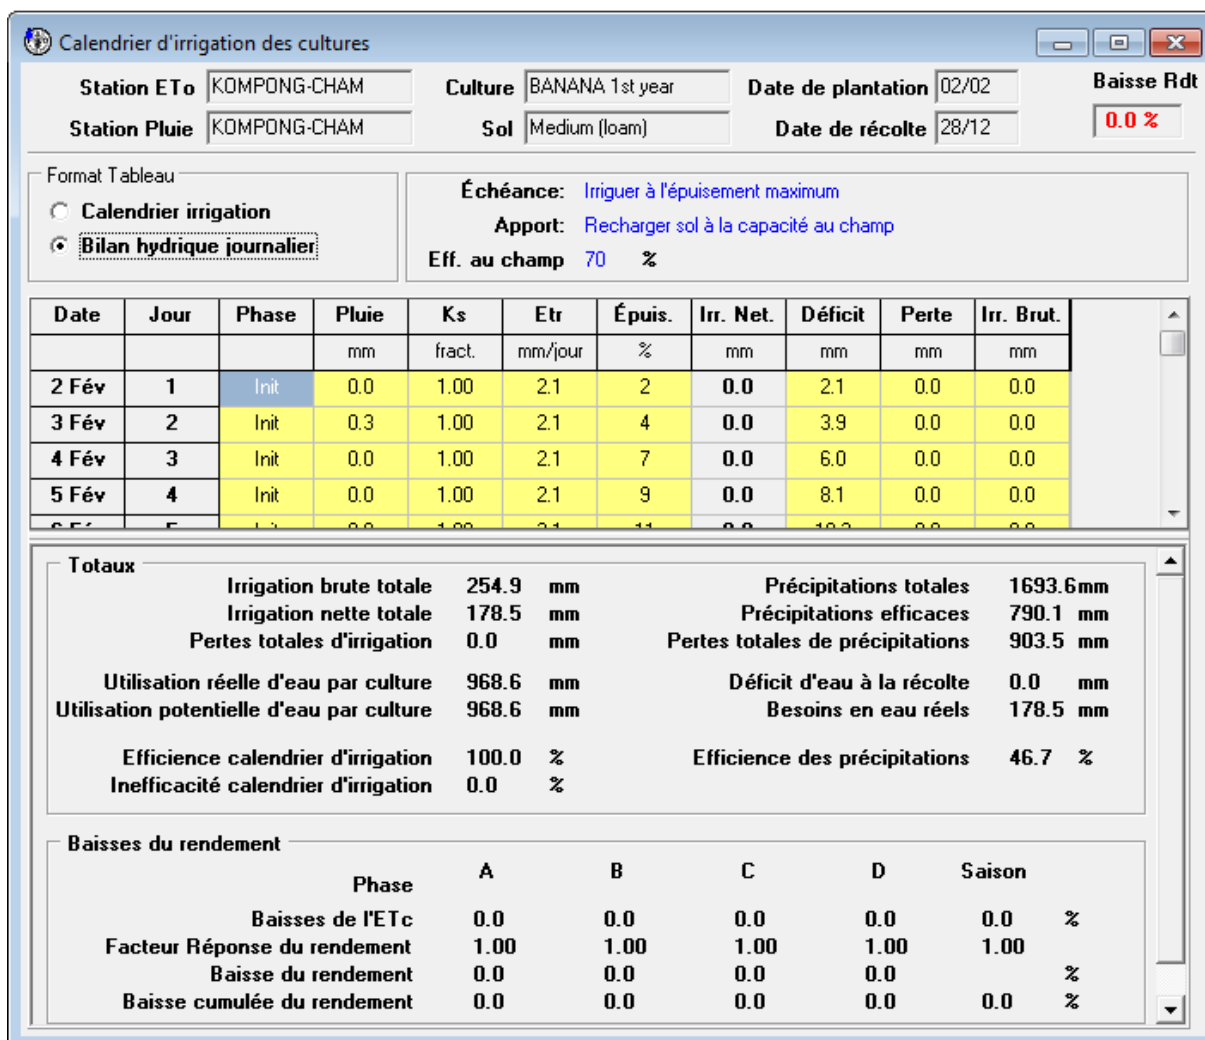 Calendrier d'irrigation des cultures
Station ETo KOMPONG-CHAM Culture BANANA 1st year Date de plantation 02/02 Baisse Rdt
Station Pluie KOMPONG-CHAM Sol Medium (loam) Date de récolte 28/12 0.0 %
Format Tableau
Calendrier irrigation
Bilan hydrique journalier
Échéance: Irriguer à l'épuisement maximum
Apport: Recharger sol à la capacité au champ
Eff. au champ 70 %
Date Jour Phase Pluie Ks Etr Épuis. Irr. Net. Déficit Perte Irr. Brut.
mm fract. mm/jour % mm mm mm mm
2 Fév 1 Init 0.0 1.00 2.1 2 0.0 2.1 0.0 0.0
3 Fév 2 Init 0.3 1.00 2.1 4 0.0 3.9 0.0 0.0
4 Fév 3 Init 0.0 1.00 2.1 7 0.0 6.0 0.0 0.0
5 Fév 4 Init 0.0 1.00 2.1 9 0.0 8.1 0.0 0.0
Totaux
Irrigation brute totale 254.9 mm Précipitations totales 1693.6mm
Irrigation nette totale 178.5 mm Précipitations efficaces 790.1 mm
Pertes totales d'irrigation 0.0 mm Pertes totales de précipitations 903.5 mm
Utilisation réelle d'eau par culture 968.6 mm Déficit d'eau à la récolte 0.0 mm
Utilisation potentielle d'eau par culture 968.6 mm Besoins en eau réels 178.5 mm
Efficience calendrier d'irrigation 100.0 % Efficience des précipitations 46.7 %
Inefficacité calendrier d'irrigation 0.0 %
Baisses du rendement
Phase A B C D Saison
Baisses de l'ETc 0.0 0.0 0.0 0.0 0.0 %
Facteur Réponse du rendement 1.00 1.00 1.00 1.00 1.00
Baisse du rendement 0.0 0.0 0.0 0.0 %
Baisse cumulée du rendement 0.0 0.0 0.0 0.0 0.0 %